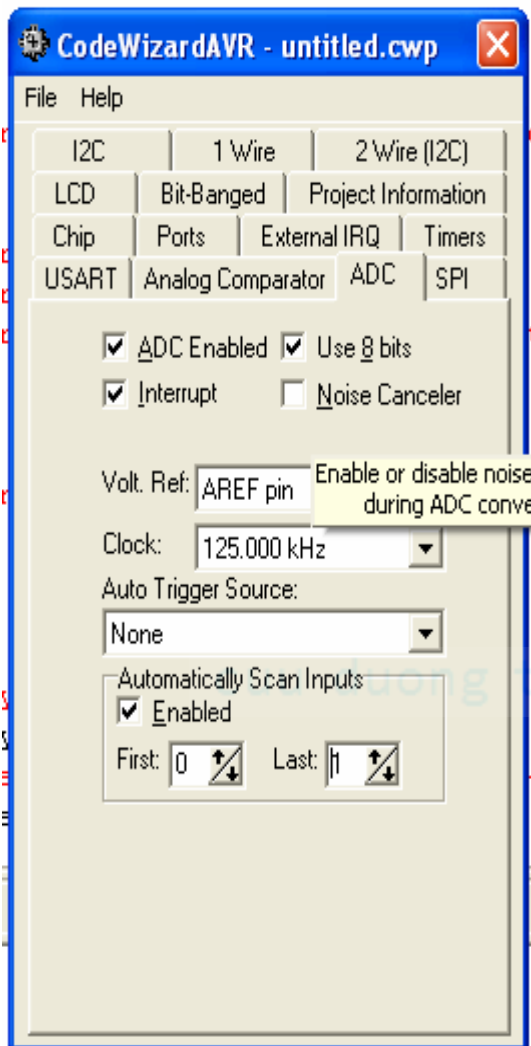 CodeWizardAVR - untitled.cwp
File Help
I2C 1 Wire 2 Wire (I2C)
LCD Bit-Banged Project Information
Chip Ports External IRQ Timers
USART Analog Comparator ADC SPI
ADC Enabled Use 8 bits
Interrupt Noise Canceler
Volt. Ref: AREF pin
Enable or disable noise
during ADC conve
Clock: 125.000 kHz
Auto Trigger Source:
None
Automatically Scan Inputs
Enabled
First: 0 Last: 1
duong